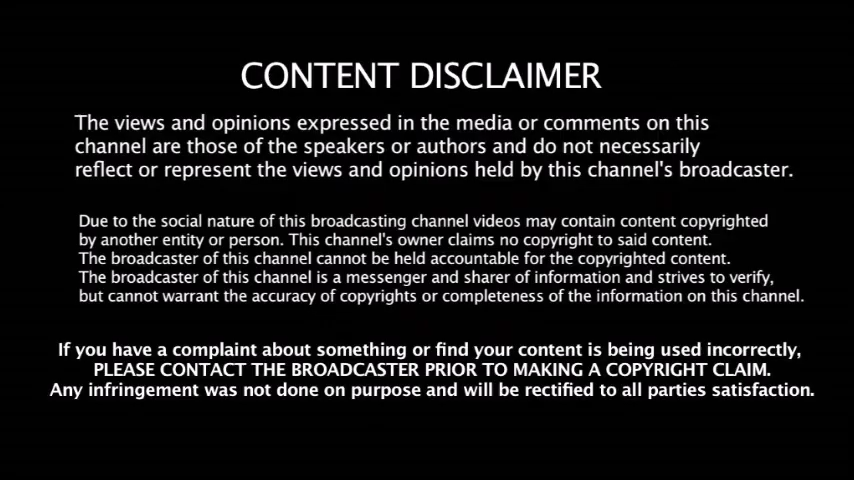 CONTENT DISCLAIMER
The views and opinions expressed in the media or comments on this
channel are those of the speakers or authors and do not necessarily
reflect or represent the views and opinions held by this channel's broadcaster.
Due to the social nature of this broadcasting channel videos may contain content copyrighted
by another entity or person. This channel's owner claims no copyright to said content.
The broadcaster of this channel cannot be held accountable for the copyrighted content.
The broadcaster of this channel is a messenger and sharer of information and strives to verify,
but cannot warrant the accuracy of copyrights or completeness of the information on this channel.
If you have a complaint about something or find your content is being used incorrectly,
PLEASE CONTACT THE BROADCASTER PRIOR TO MAKING A COPYRIGHT CLAIM.
Any infringement was not done on purpose and will be rectified to all parties satisfaction.